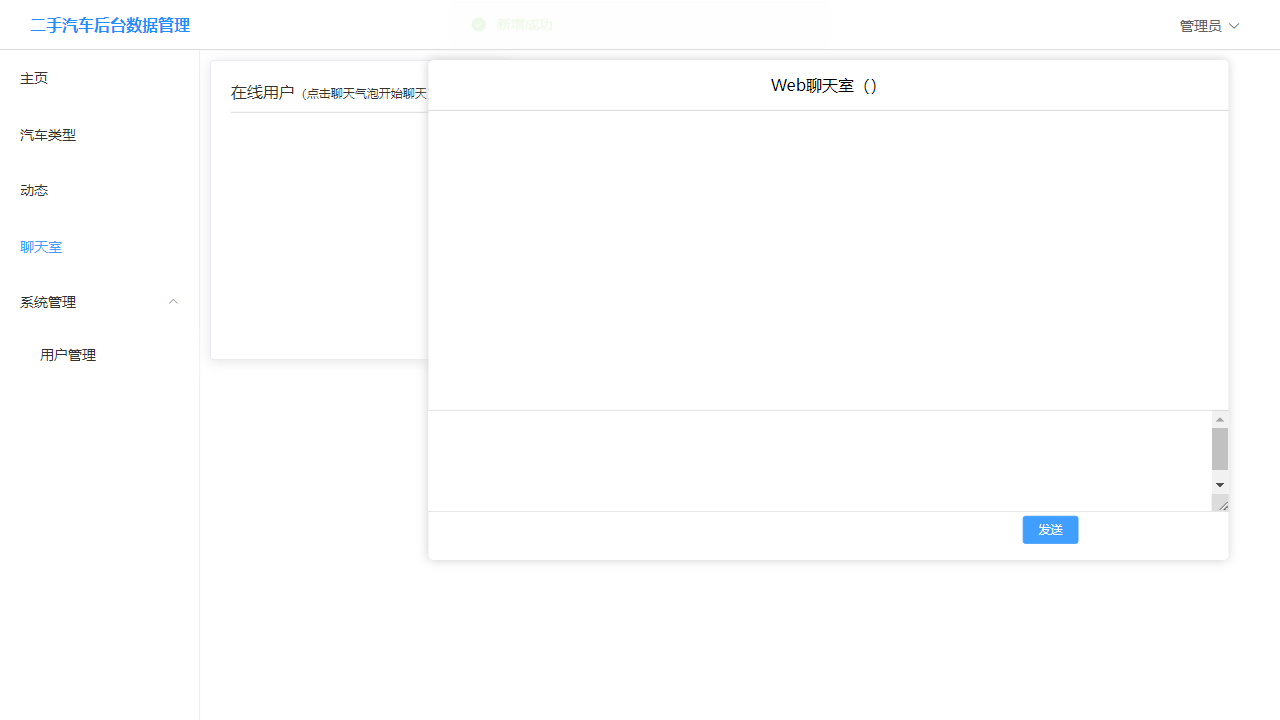 二手汽车后台数据管理
新增成功
管理员
主页
汽车类型
动态
聊天室
系统管理
用户管理
在线用户（点击聊天气泡开始聊天
Web聊天室（）
发送